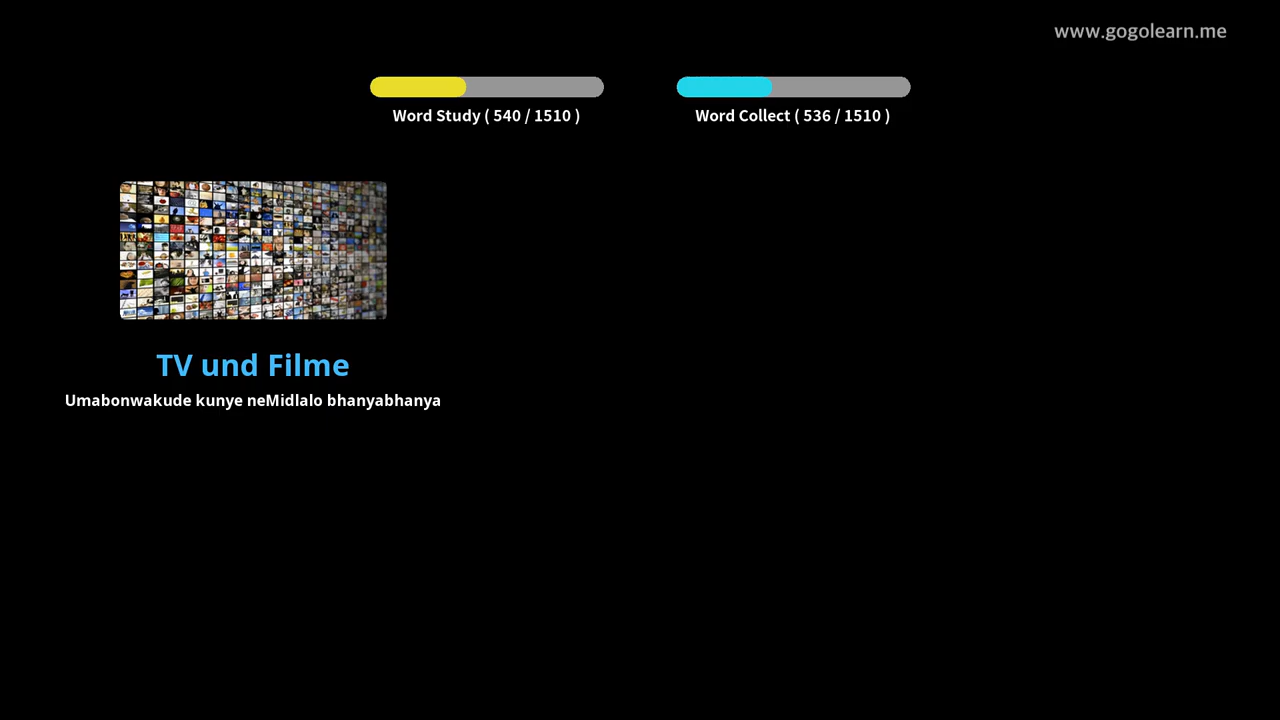 www.gogolearn.me
Word Study ( 540 / 1510 )
Word Collect ( 536 / 1510 )
TV und Filme
Umabonwakude kunye neMidlalo bhanyabhanya